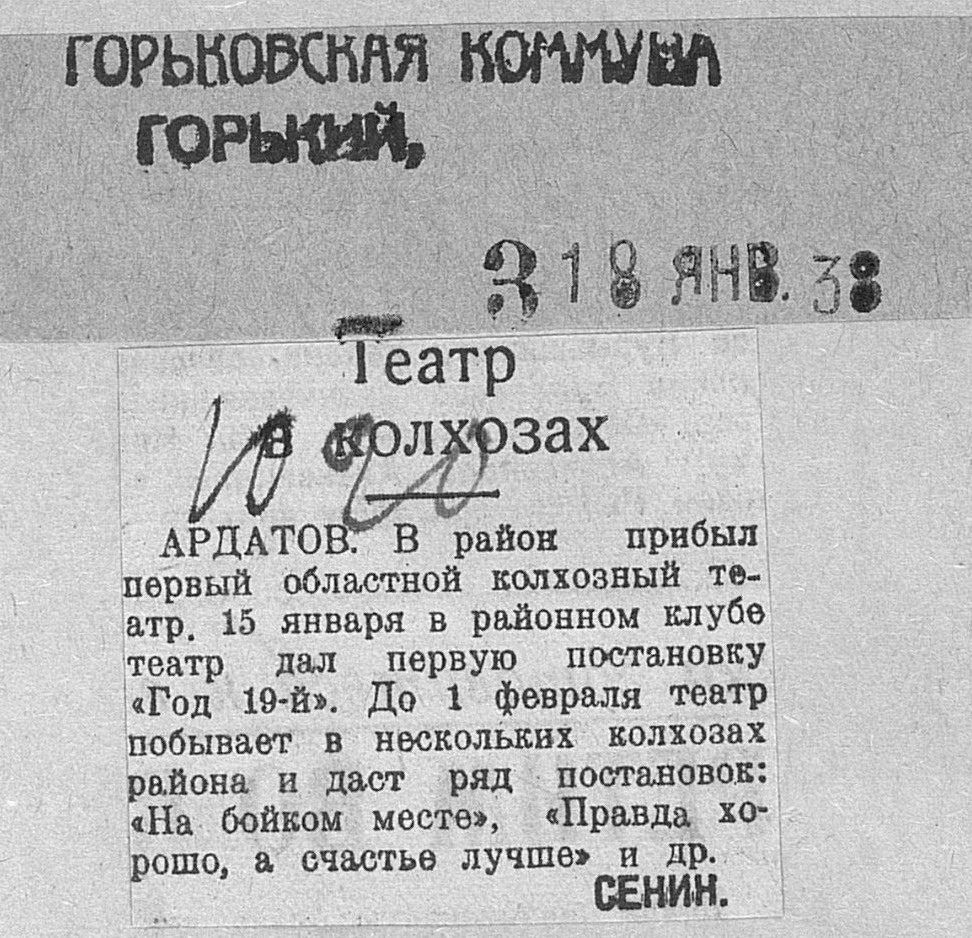 ГОРЬКОВСКАЯ КОММУНА
ГОРЬКИЙ,
3 18 ЯНВ. 38
Театр
в колхозах
АРДАТОВ. В район прибыл
первый областной колхозный те-
атр. 15 января в районном клубе
театр дал первую постановку
«Год 19-й». До 1 февраля театр
побывает в нескольких колхозах
района и даст ряд постановок:
«На бойком месте», «Правда хо-
рошо, а счастье лучше» и др.
СЕНИН.